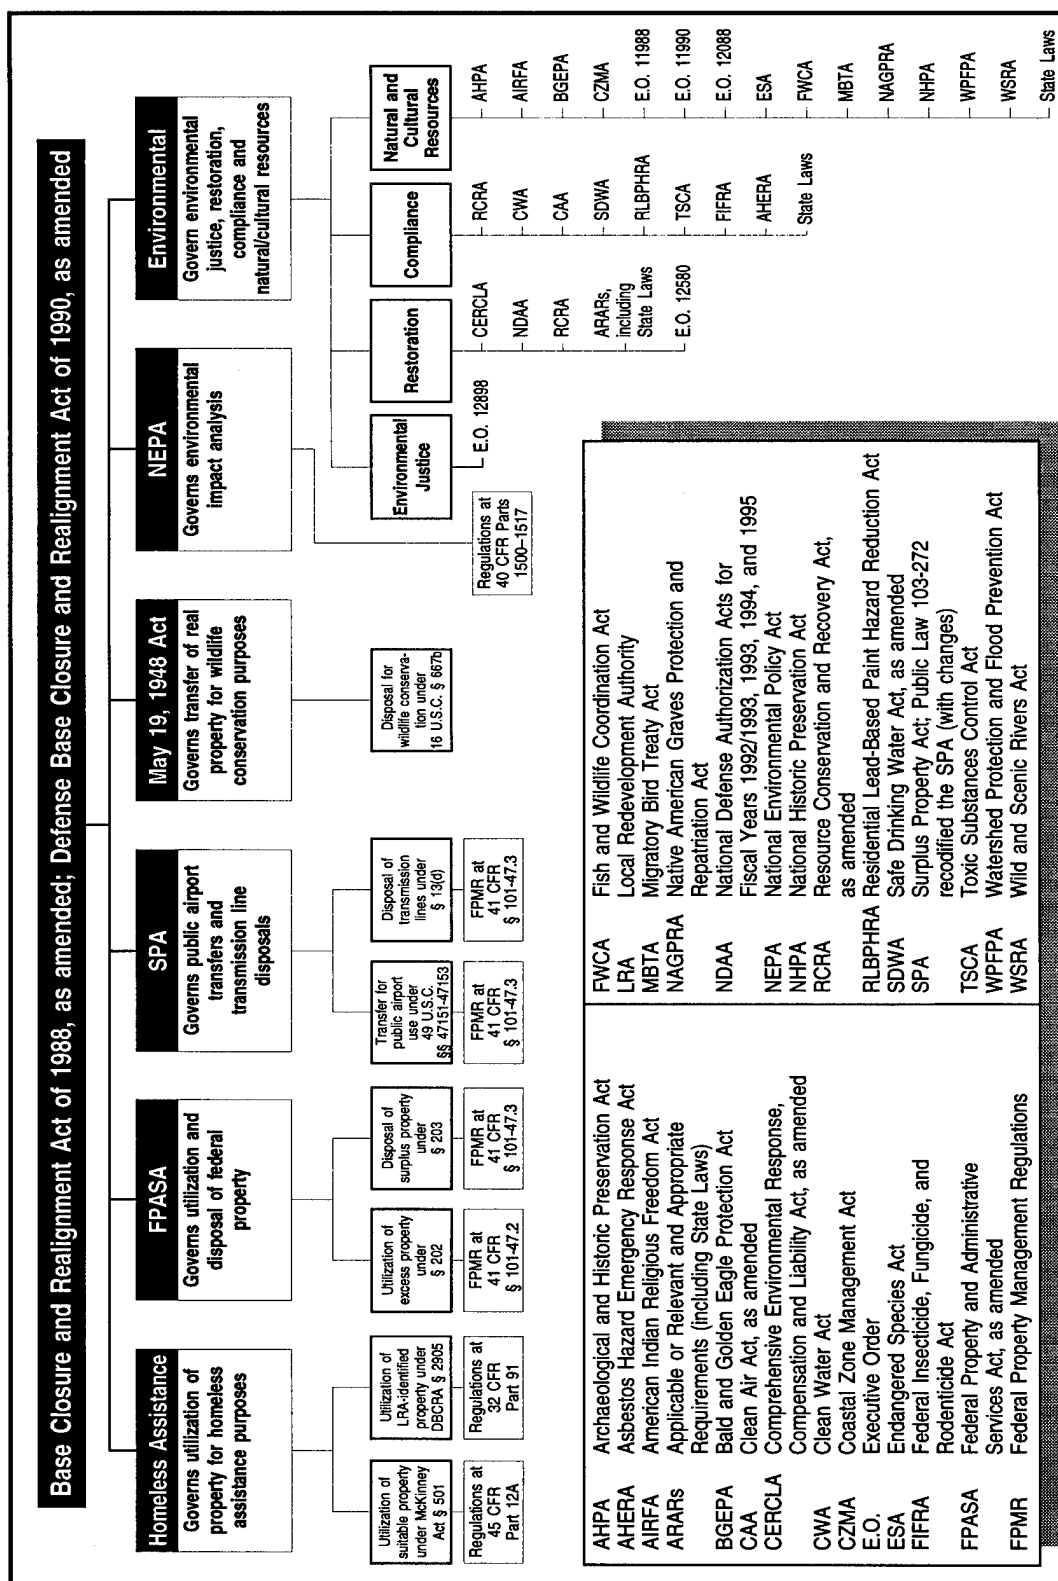 Base Closure and Realignment Act of 1988, as amended; Defense Base Closure and Realignment Act of 1990, as amended
Homeless Assistance
Governs utilization of
property for homeless
assistance purposes
Utilization of
suitable property
under McKinney
Act § 501
Regulations at
45 CFR
Part 12A
Utilization of
LRA-identified
property under
DBCRA § 2905
Regulations at
32 CFR
Part 91
FPASA
Governs utilization and
disposal of federal
property
Utilization of
excess property
under
§ 202
FPMR at
41 CFR
§ 101-47.2
Disposal of
surplus property
under
§ 203
FPMR at
41 CFR
§ 101-47.3
SPA
Governs public airport
transfers and
transmission line
disposals
Transfer for
public airport
use under
49 U.S.C.
§§ 47151-47153
FPMR at
41 CFR
§ 101-47.3
Disposal of
transmission
lines under
§ 13(d)
FPMR at
41 CFR
§ 101-47.3
May 19, 1948 Act
Governs transfer of real
property for wildlife
conservation purposes
Disposal for
wildlife conserva-
tion under
16 U.S.C. § 667b
NEPA
Governs environmental
impact analysis
Regulations at
40 CFR Parts
1500–1517
Environmental
Govern environmental
justice, restoration,
compliance and
natural/cultural resources
Environmental
Justice
E.O. 12898
Restoration
CERCLA
NDAA
RCRA
ARARs,
including
State Laws
E.O. 12580
Compliance
RCRA
CWA
CAA
SDWA
RLBPHRA
TSCA
FIFRA
AHERA
State Laws
Natural and
Cultural
Resources
AHPA
AIRFA
BGEPA
CZMA
E.O. 11988
E.O. 11990
E.O. 12088
ESA
FWCA
MBTA
NAGPRA
NHPA
WPFPA
WSRA
State Laws
AHPA Archaeological and Historic Preservation Act
AHERA Asbestos Hazard Emergency Response Act
AIRFA American Indian Religious Freedom Act
ARARs Applicable or Relevant and Appropriate
Requirements (including State Laws)
BGEPA Bald and Golden Eagle Protection Act
CAA Clean Air Act, as amended
CERCLA Comprehensive Environmental Response,
Compensation and Liability Act, as amended
CWA Clean Water Act
CZMA Coastal Zone Management Act
E.O. Executive Order
ESA Endangered Species Act
FIFRA Federal Insecticide, Fungicide, and
Rodenticide Act
FPASA Federal Property and Administrative
Services Act, as amended
FPMR Federal Property Management Regulations
FWCA Fish and Wildlife Coordination Act
LRA Local Redevelopment Authority
MBTA Migratory Bird Treaty Act
NAGPRA Native American Graves Protection and
Repatriation Act
NDAA National Defense Authorization Acts for
Fiscal Years 1992/1993, 1993, 1994, and 1995
NEPA National Environmental Policy Act
NHPA National Historic Preservation Act
RCRA Resource Conservation and Recovery Act,
as amended
RLBPHRA Residential Lead-Based Paint Hazard Reduction Act
SDWA Safe Drinking Water Act, as amended
SPA Surplus Property Act; Public Law 103-272
recodified the SPA (with changes)
TSCA Toxic Substances Control Act
WPFPA Watershed Protection and Flood Prevention Act
WSRA Wild and Scenic Rivers Act